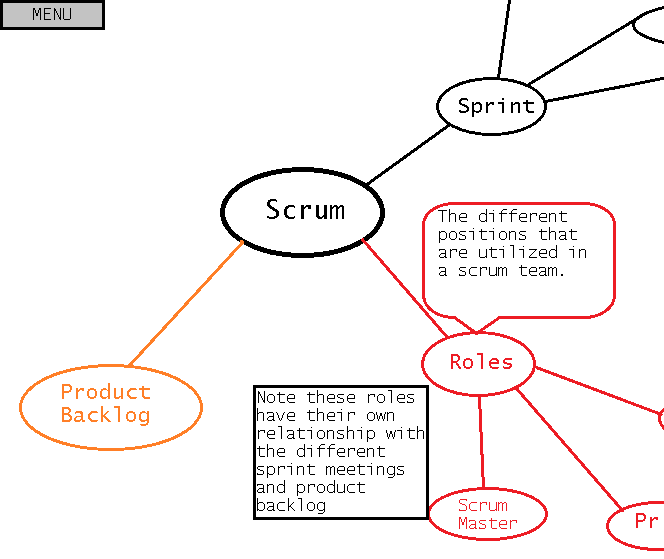 MENU
Sprint
Scrum
The different
positions that
are utilized in
a scrum team.
Roles
Product
Backlog
Note these roles
have their own
relationship with
the different
sprint meetings
and product
backlog
Scrum
Master
Pr